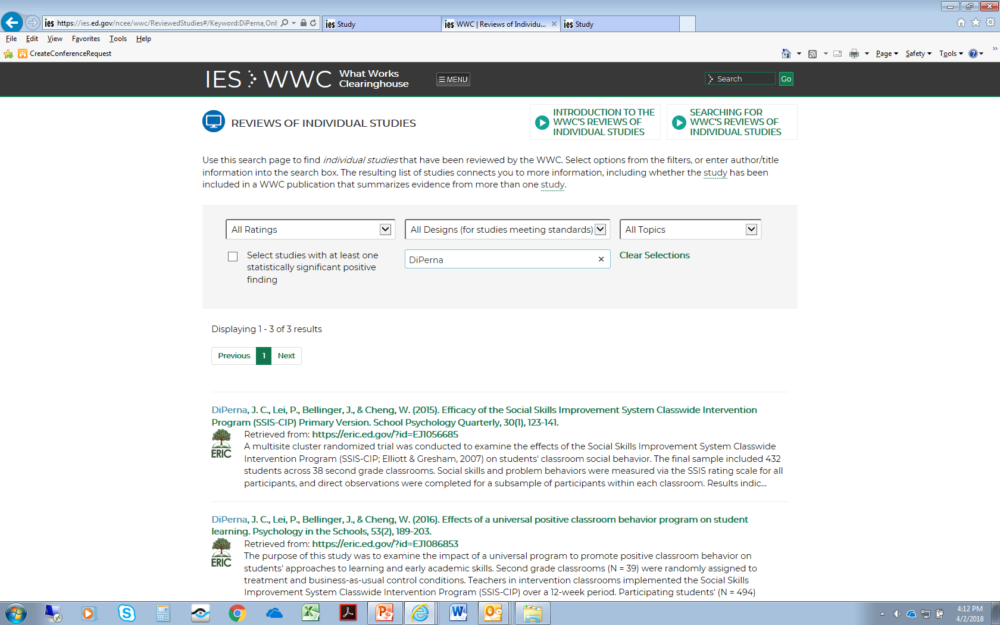 https://ies.ed.gov/ncee/wwc/ReviewedStudies#/Keyword:DiPerna,Onl
ies Study
ies WWC | Reviews of Individu...
ies Study
File Edit View Favorites Tools Help
CreateConferenceRequest
Page Safety Tools
IES WWC What Works
Clearinghouse
MENU
Search
Go
REVIEWS OF INDIVIDUAL STUDIES
INTRODUCTION TO THE
WWC'S REVIEWS OF
INDIVIDUAL STUDIES
SEARCHING FOR
WWC'S REVIEWS OF
INDIVIDUAL STUDIES
Use this search page to find individual studies that have been reviewed by the WWC. Select options from the filters, or enter author/title
information into the search box. The resulting list of studies connects you to more information, including whether the study has been
included in a WWC publication that summarizes evidence from more than one study.
All Ratings
All Designs (for studies meeting standards)
All Topics
Select studies with at least one
statistically significant positive
finding
DiPerna
Clear Selections
Displaying 1 - 3 of 3 results
Previous 1 Next
DiPerna, J. C., Lei, P., Bellinger, J., & Cheng, W. (2015). Efficacy of the Social Skills Improvement System Classwide Intervention
Program (SSIS-CIP) Primary Version. School Psychology Quarterly, 30(1), 123-141.
ERIC
Retrieved from: https://eric.ed.gov/?id=EJ1056685
A multisite cluster randomized trial was conducted to examine the effects of the Social Skills Improvement System Classwide
Intervention Program (SSIS-CIP; Elliott & Gresham, 2007) on students' classroom social behavior. The final sample included 432
students across 38 second grade classrooms. Social skills and problem behaviors were measured via the SSIS rating scale for all
participants, and direct observations were completed for a subsample of participants within each classroom. Results indic...
DiPerna, J. C., Lei, P., Bellinger, J., & Cheng, W. (2016). Effects of a universal positive classroom behavior program on student
learning. Psychology in the Schools, 53(2), 189-203.
ERIC
Retrieved from: https://eric.ed.gov/?id=EJ1086853
The purpose of this study was to examine the impact of a universal program to promote positive classroom behavior on
students' approaches to learning and early academic skills. Second grade classrooms (N = 39) were randomly assigned to
treatment and business-as-usual control conditions. Teachers in intervention classrooms implemented the Social Skills
Improvement System Classwide Intervention Program (SSIS-CIP) over a 12-week period. Participating students' (N = 494)
4:12 PM
4/2/2018